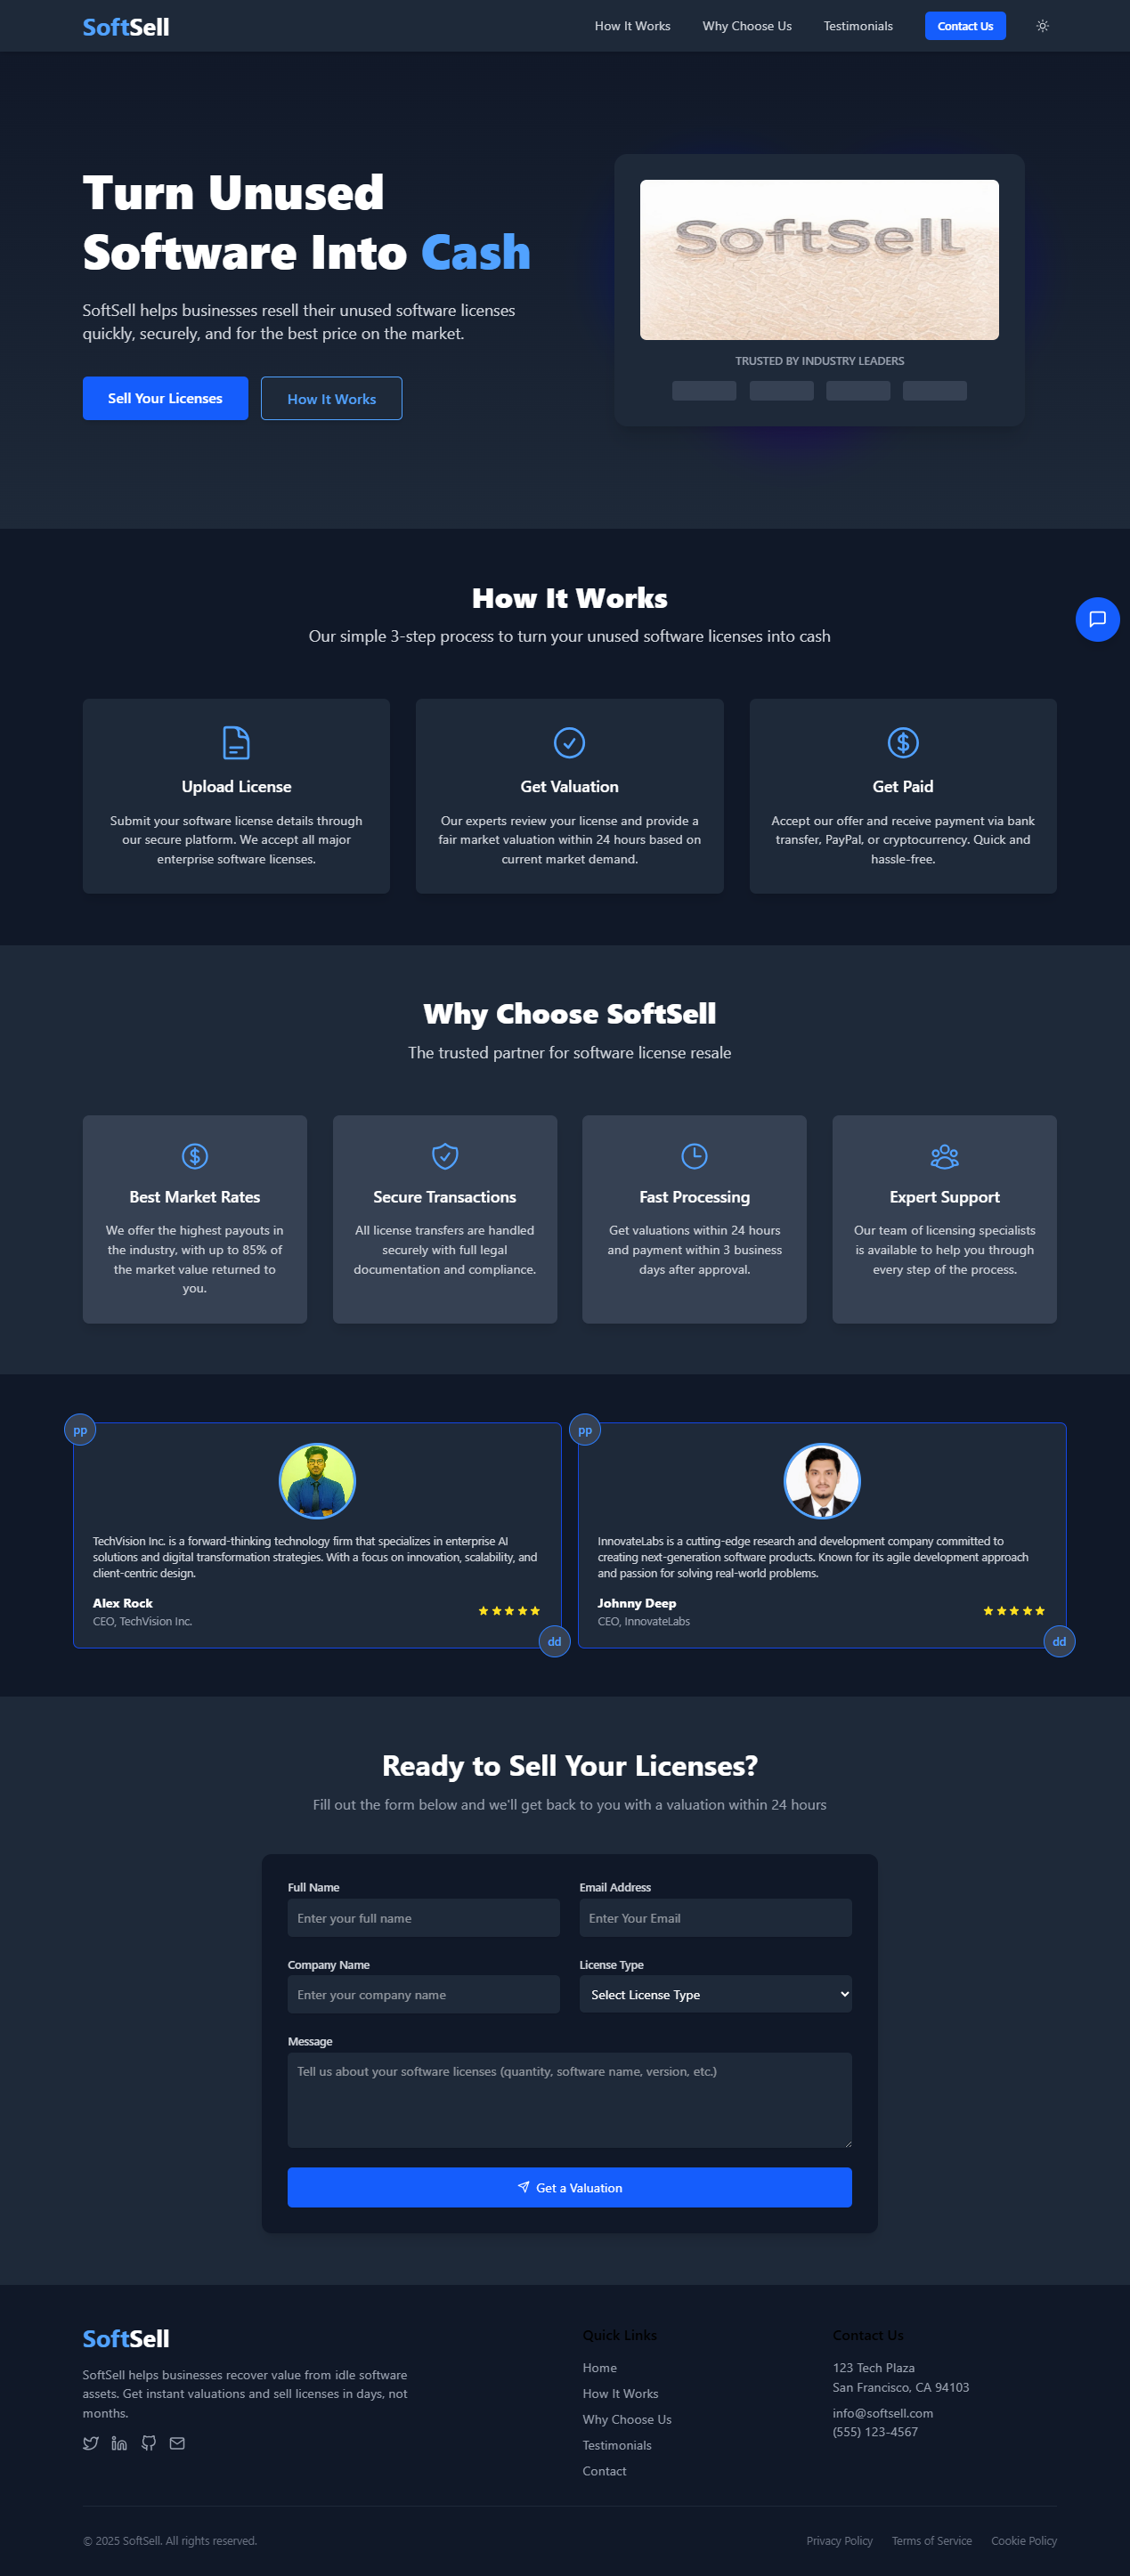 SoftSell
How It Works
Why Choose Us
Testimonials
Contact Us
Turn Unused
Software Into Cash
SoftSell helps businesses resell their unused software licenses
quickly, securely, and for the best price on the market.
Sell Your Licenses
How It Works
SoftSell
TRUSTED BY INDUSTRY LEADERS
How It Works
Our simple 3-step process to turn your unused software licenses into cash
Upload License
Submit your software license details through
our secure platform. We accept all major
enterprise software licenses.
Get Valuation
Our experts review your license and provide a
fair market valuation within 24 hours based on
current market demand.
Get Paid
Accept our offer and receive payment via bank
transfer, PayPal, or cryptocurrency. Quick and
hassle-free.
Why Choose SoftSell
The trusted partner for software license resale
Best Market Rates
We offer the highest payouts in
the industry, with up to 85% of
the market value returned to
you.
Secure Transactions
All license transfers are handled
securely with full legal
documentation and compliance.
Fast Processing
Get valuations within 24 hours
and payment within 3 business
days after approval.
Expert Support
Our team of licensing specialists
is available to help you through
every step of the process.
pp
TechVision Inc. is a forward-thinking technology firm that specializes in enterprise AI
solutions and digital transformation strategies. With a focus on innovation, scalability, and
client-centric design.
Alex Rock
CEO, TechVision Inc.
dd
pp
InnovateLabs is a cutting-edge research and development company committed to
creating next-generation software products. Known for its agile development approach
and passion for solving real-world problems.
Johnny Deep
CEO, InnovateLabs
dd
Ready to Sell Your Licenses?
Fill out the form below and we'll get back to you with a valuation within 24 hours
Full Name
Enter your full name
Email Address
Enter Your Email
Company Name
Enter your company name
License Type
Select License Type
Message
Tell us about your software licenses (quantity, software name, version, etc.)
Get a Valuation
SoftSell
SoftSell helps businesses recover value from idle software
assets. Get instant valuations and sell licenses in days, not
months.
Quick Links
Home
How It Works
Why Choose Us
Testimonials
Contact
Contact Us
123 Tech Plaza
San Francisco, CA 94103
info@softsell.com
(555) 123-4567
© 2025 SoftSell. All rights reserved.
Privacy Policy
Terms of Service
Cookie Policy